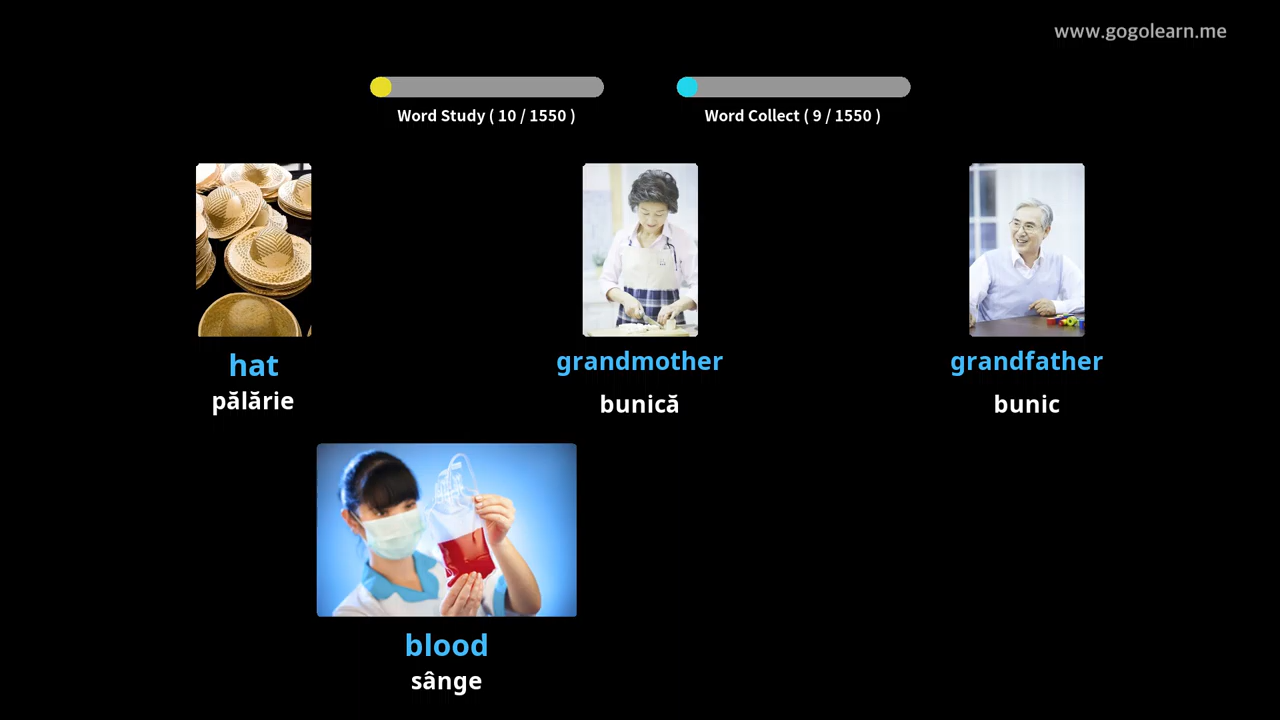 www.gogolearn.me
Word Study ( 10 / 1550 )
Word Collect ( 9 / 1550 )
hat
pălărie
grandmother
bunică
grandfather
bunic
blood
sânge